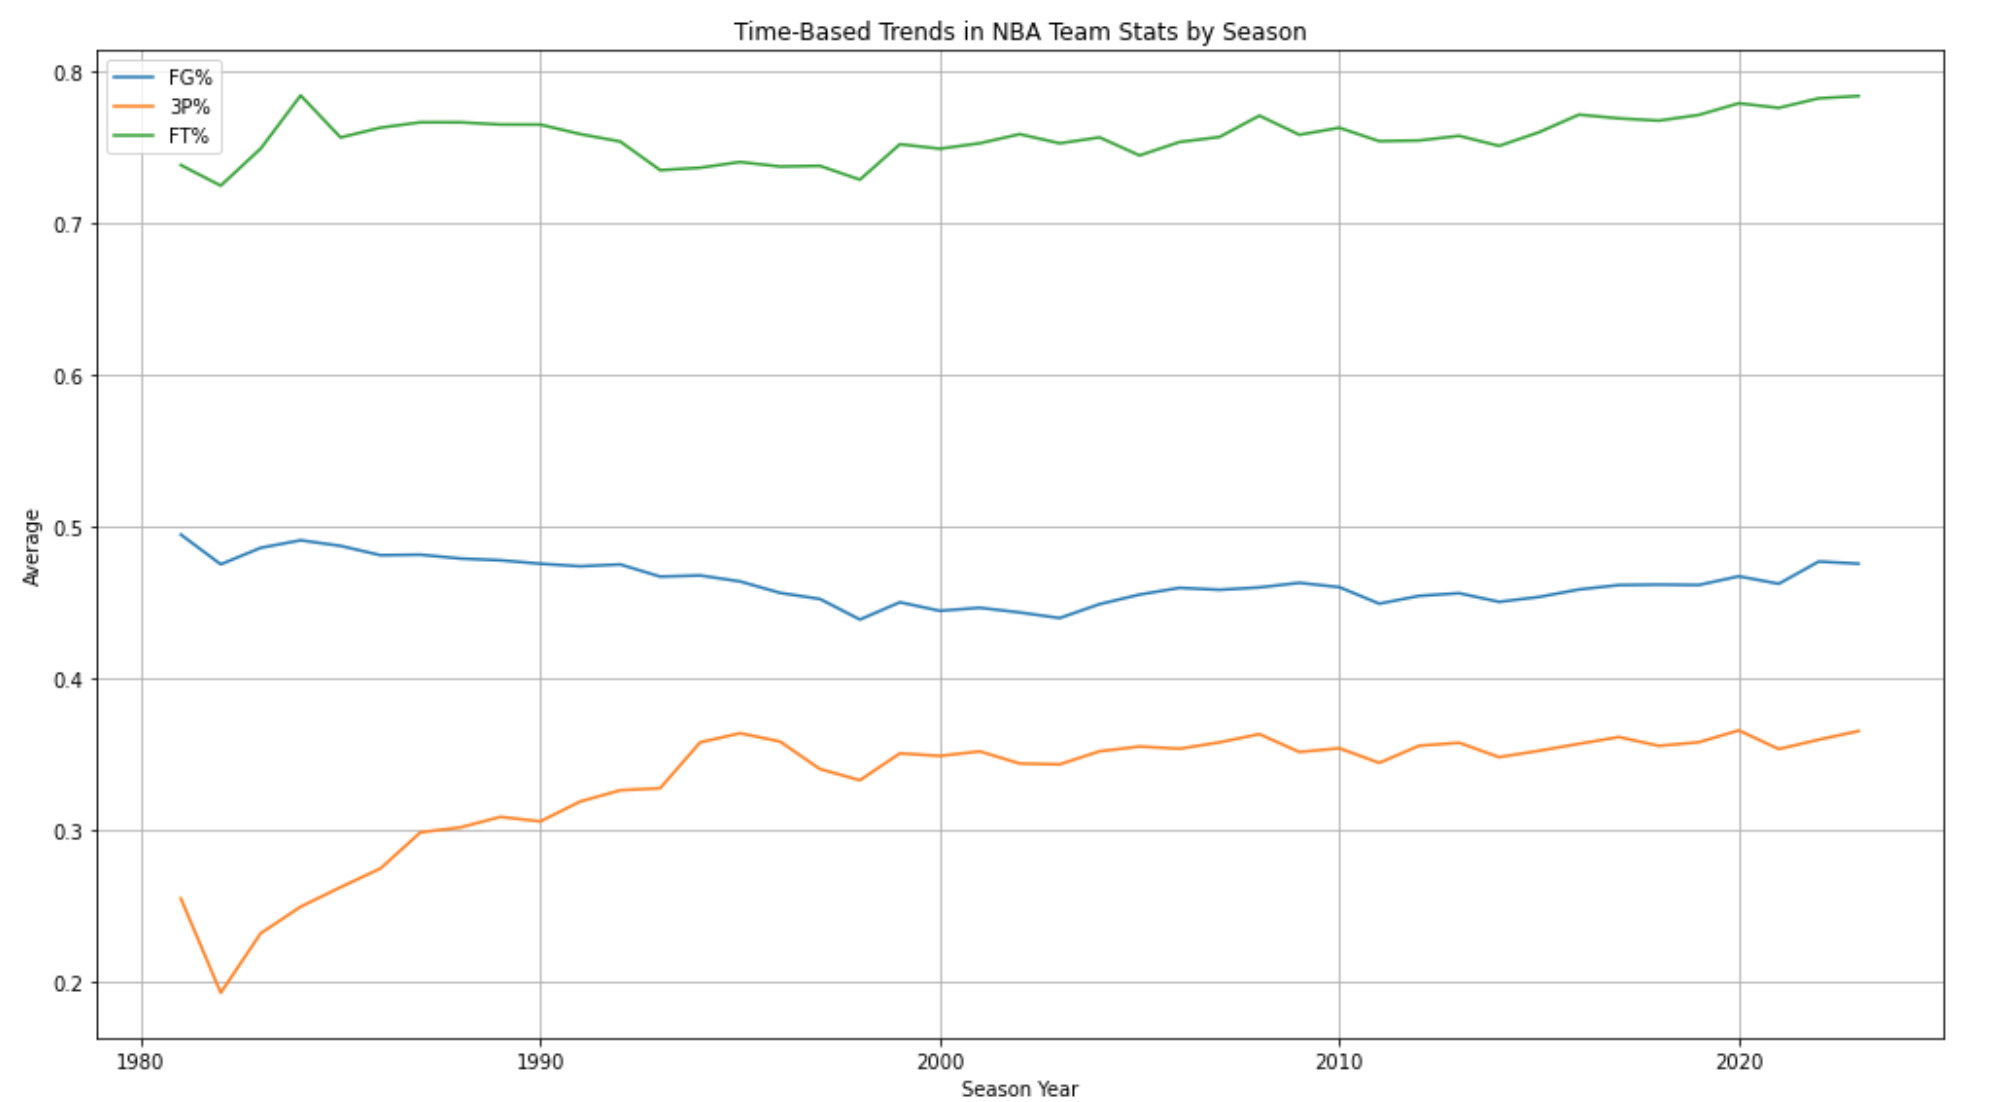 Time-Based Trends in NBA Team Stats by Season
FG%
3P%
FT%
0.8
0.7
0.6
0.5
0.4
0.3
0.2
Average
1980 1990 2000 2010 2020
Season Year